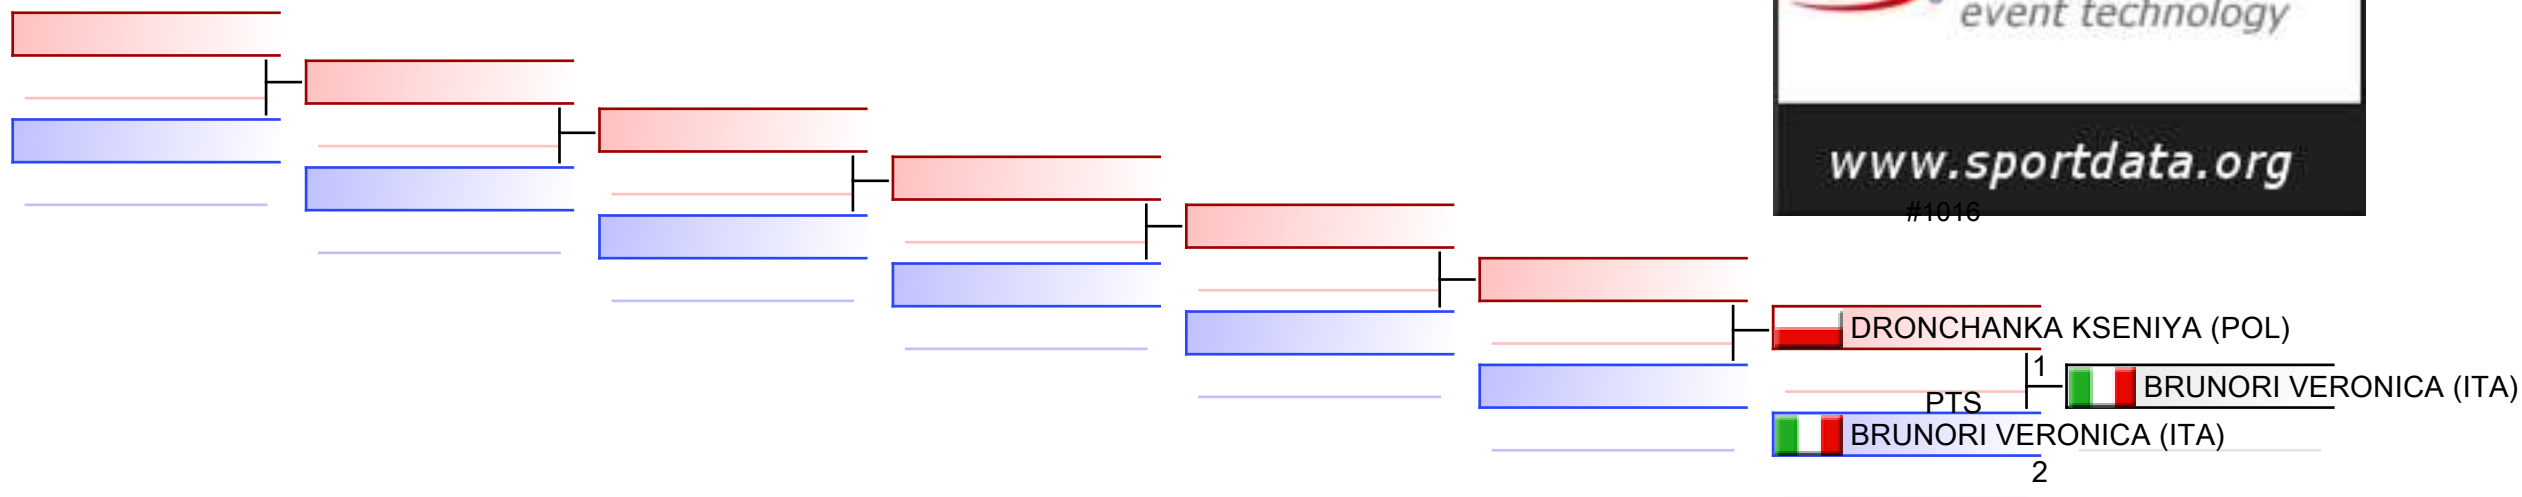 event technology
www.sportdata.org
#1016
DRONCHANKA KSENIYA (POL)
1
BRUNORI VERONICA (ITA)
PTS
BRUNORI VERONICA (ITA)
2